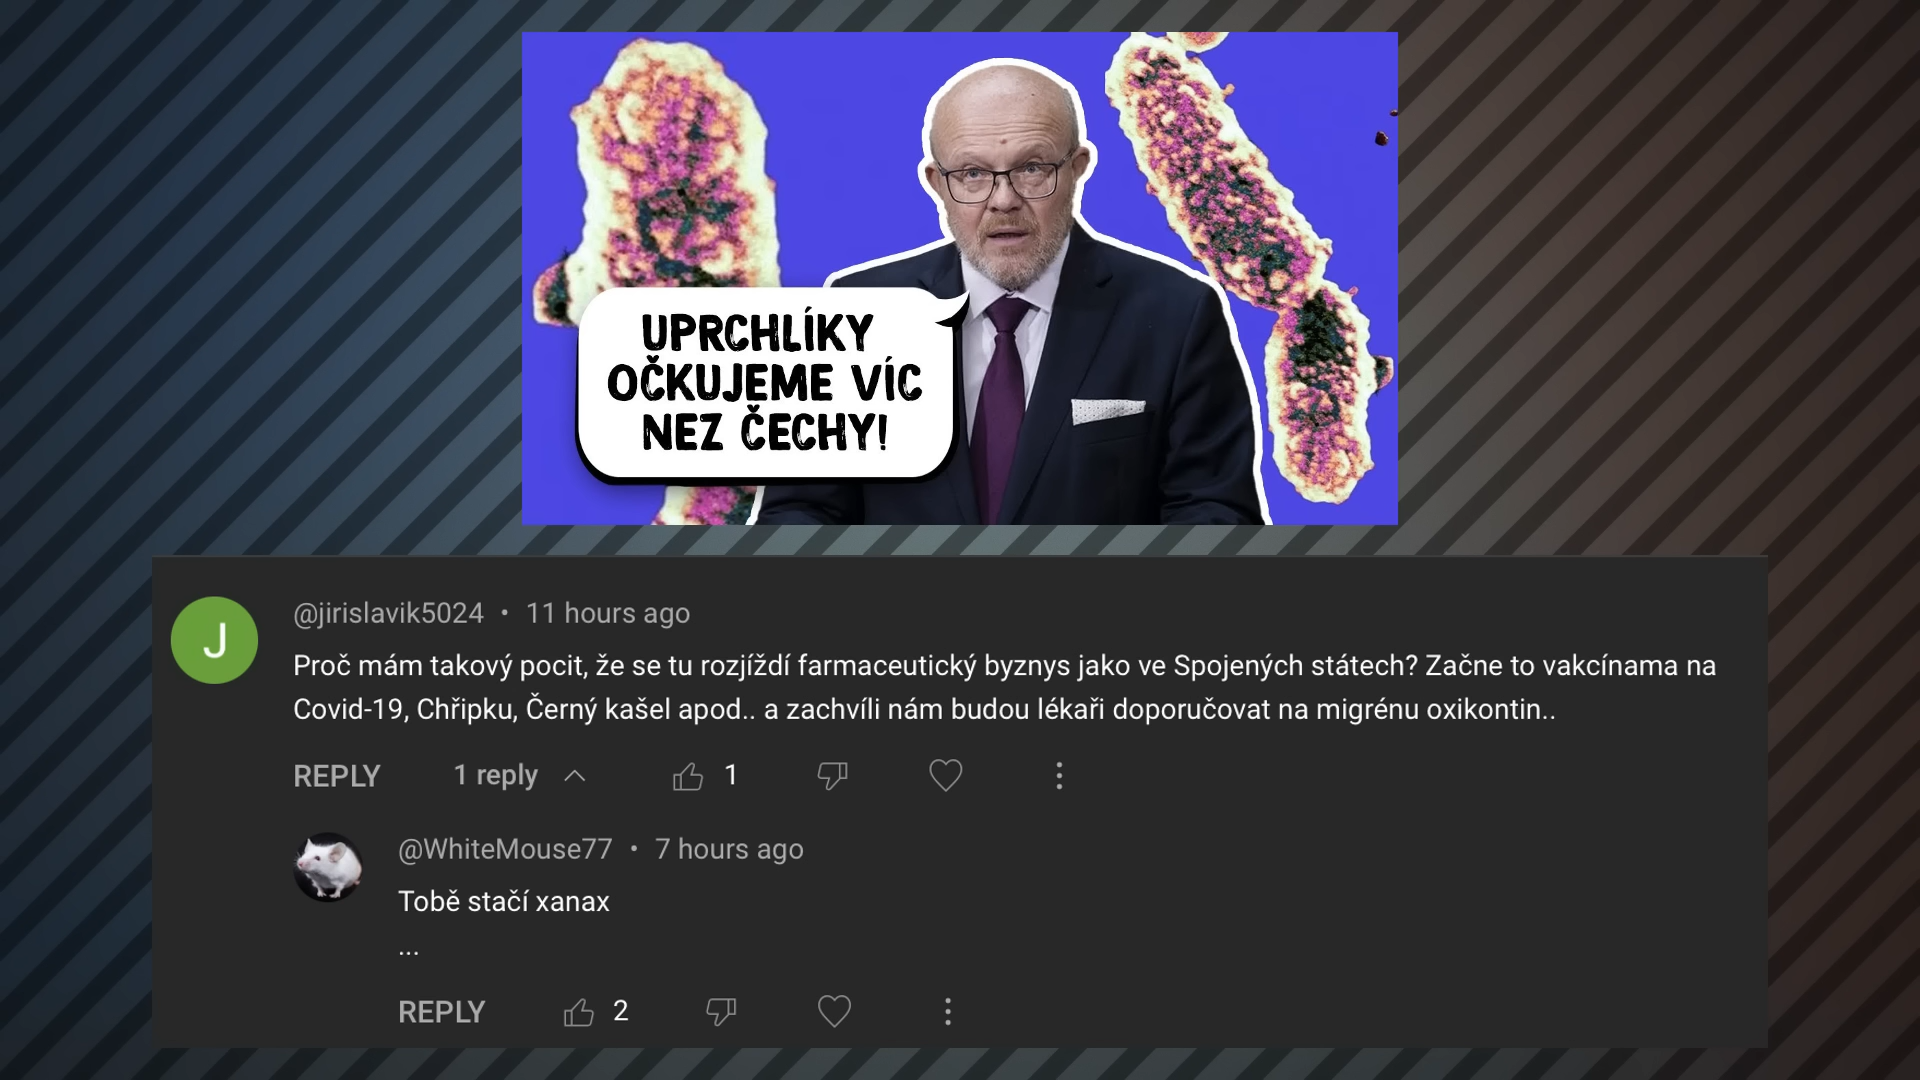 UPRCHLÍKY
OČKUJEME VÍC
NEZ ČECHY!
J
@jirislavik5024 • 11 hours ago
Proč mám takový pocit, že se tu rozjíždí farmaceutický byznys jako ve Spojených státech? Začne to vakcínama na
Covid-19, Chřipku, Černý kašel apod.. a zachvíli nám budou lékaři doporučovat na migrénu oxikontin..
REPLY 1 reply 1
@WhiteMouse77 • 7 hours ago
Tobě stačí xanax
...
REPLY 2